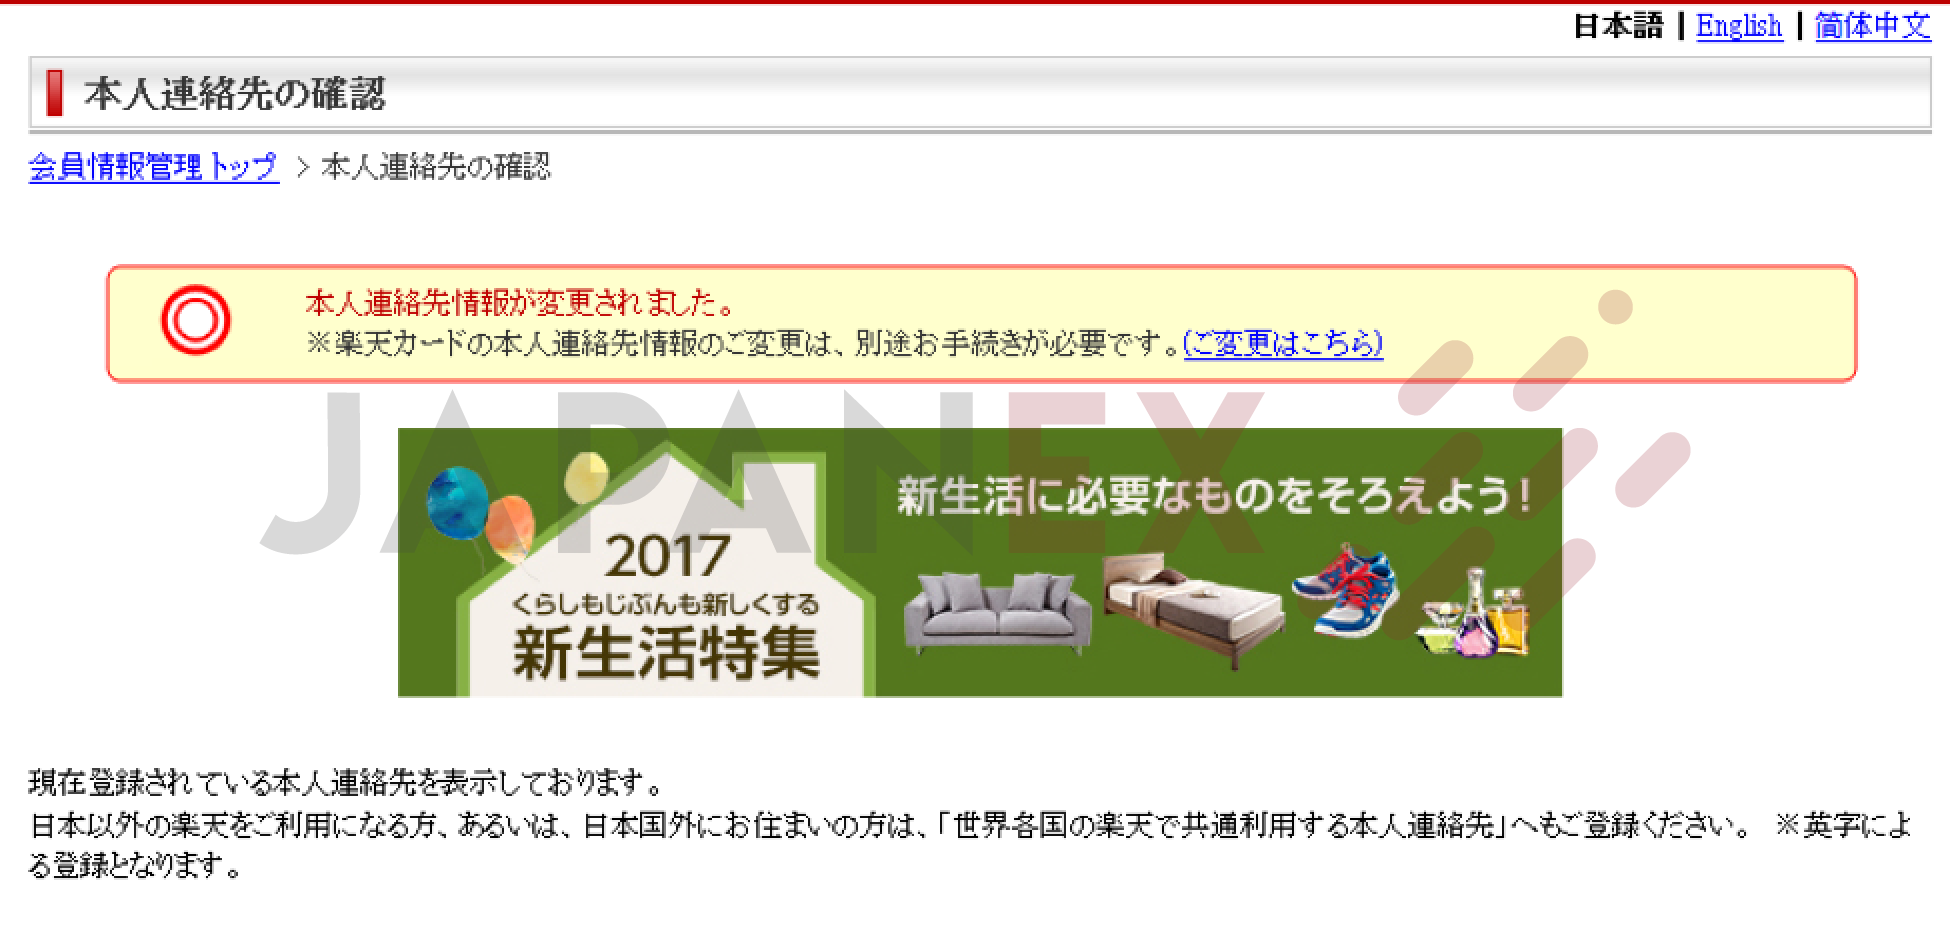 日本語 | English | 简体中文
本人連絡先の確認
会員情報管理トップ > 本人連絡先の確認
本人連絡先情報が変更されました。
※楽天カードの本人連絡先情報のご変更は、別途お手続きが必要です。(ご変更はこちら)
JAPANEX
2017
くらしもじぶんも新しくする
新生活特集
新生活に必要なものをそろえよう!
現在登録されている本人連絡先を表示しております。
日本以外の楽天をご利用になる方、あるいは、日本国外にお住まいの方は、「世界各国の楽天で共通利用する本人連絡先」へもご登録ください。 ※英字によ
る登録となります。